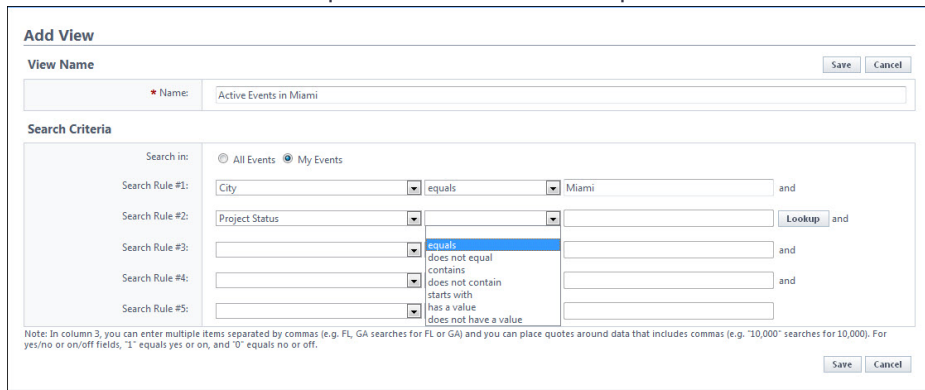 Add View
View Name
Save Cancel
* Name: Active Events in Miami
Search Criteria
Search in: All Events My Events
Search Rule #1: City equals Miami and
Search Rule #2: Project Status Lookup and
equals
Search Rule #3: and
does not equal
contains
Search Rule #4: does not contain and
starts with
Search Rule #5: has a value
does not have a value
Note: In column 3, you can enter multiple items separated by commas (e.g. FL, GA searches for FL or GA) and you can place quotes around data that includes commas (e.g. "10,000" searches for 10,000). For
yes/no or on/off fields, "1" equals yes or on, and "0" equals no or off.
Save Cancel